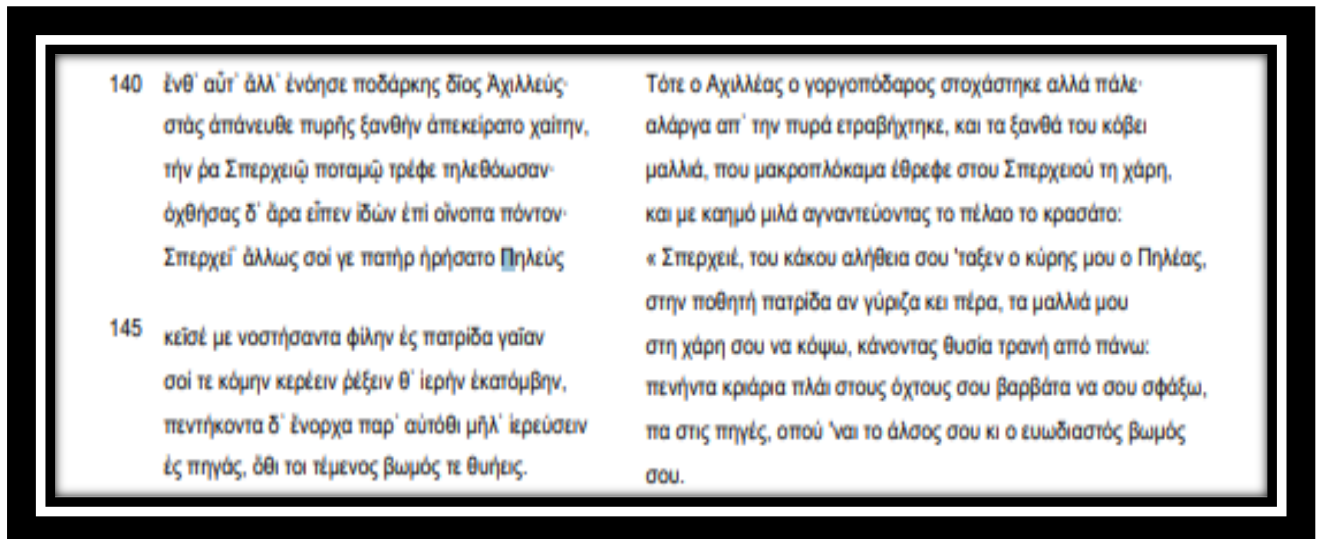 140 ἔνθ᾽ αὖτ᾽ ἄλλ᾽ ἐνόησε ποδάρκης δῖος Ἀχιλλεύς·
στὰς ἀπάνευθε πυρῆς ξανθὴν ἀπεκείρατο χαίτην,
τήν ῥα Σπερχειῷ ποταμῷ τρέφε τηλεθόωσαν·
ὀχθήσας δ᾽ ἄρα εἶπεν ἰδὼν ἐπὶ οἴνοπα πόντον·
Σπερχεί᾽ ἄλλως σοί γε πατὴρ ἠρήσατο Πηλεὺς
145 κεῖσέ με νοστήσαντα φίλην ἐς πατρίδα γαῖαν
σοί τε κόμην κερέειν ῥέξειν θ᾽ ἱερὴν ἑκατόμβην,
πεντήκοντα δ᾽ ἔνορχα παρ᾽ αὐτόθι μῆλ᾽ ἱερεύσειν
ἐς πηγάς, ὅθι τοι τέμενος βωμός τε θυήεις.
Τότε ο Αχιλλέας ο γοργοπόδαρος στοχάστηκε αλλά πάλε·
αλάργα απ᾽ την πυρά ετραβήχτηκε, και τα ξανθά του κόβει
μαλλιά, που μακροπλόκαμα έθρεφε στου Σπερχειού τη χάρη,
και με καημό μιλά αγναντεύοντας το πέλαο το κρασάτο:
« Σπερχειέ, του κάκου αλήθεια σου 'ταξεν ο κύρης μου ο Πηλέας,
στην ποθητή πατρίδα αν γύριζα κει πέρα, τα μαλλιά μου
στη χάρη σου να κόψω, κάνοντας θυσία τρανή από πάνω:
πενήντα κριάρια πλάι στους όχτους σου βαρβάτα να σου σφάξω,
πα στις πηγές, οπού 'ναι το άλσος σου κι ο ευωδιαστός βωμός
σου.